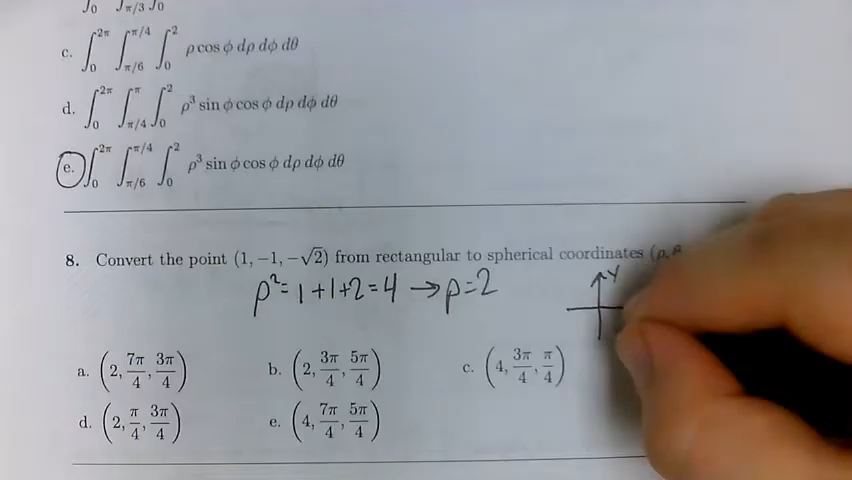 ∫₀ ∫π/3 ∫₀
c. ∫₀^2π ∫π/6^π/4 ∫₀² ρ cos ϕ dρ dϕ dθ
d. ∫₀^2π ∫π/4^π ∫₀² ρ³ sin ϕ cos ϕ dρ dϕ dθ
e. ∫₀^2π ∫π/6^π/4 ∫₀² ρ³ sin ϕ cos ϕ dρ dϕ dθ
8. Convert the point (1, −1, −√2) from rectangular to spherical coordinates (ρ, θ
ρ² = 1 + 1 + 2 = 4 → ρ = 2 y
a. (2, 7π/4, 3π/4) b. (2, 3π/4, 5π/4) c. (4, 3π/4, π/4)
d. (2, π/4, 3π/4) e. (4, 7π/4, 5π/4)